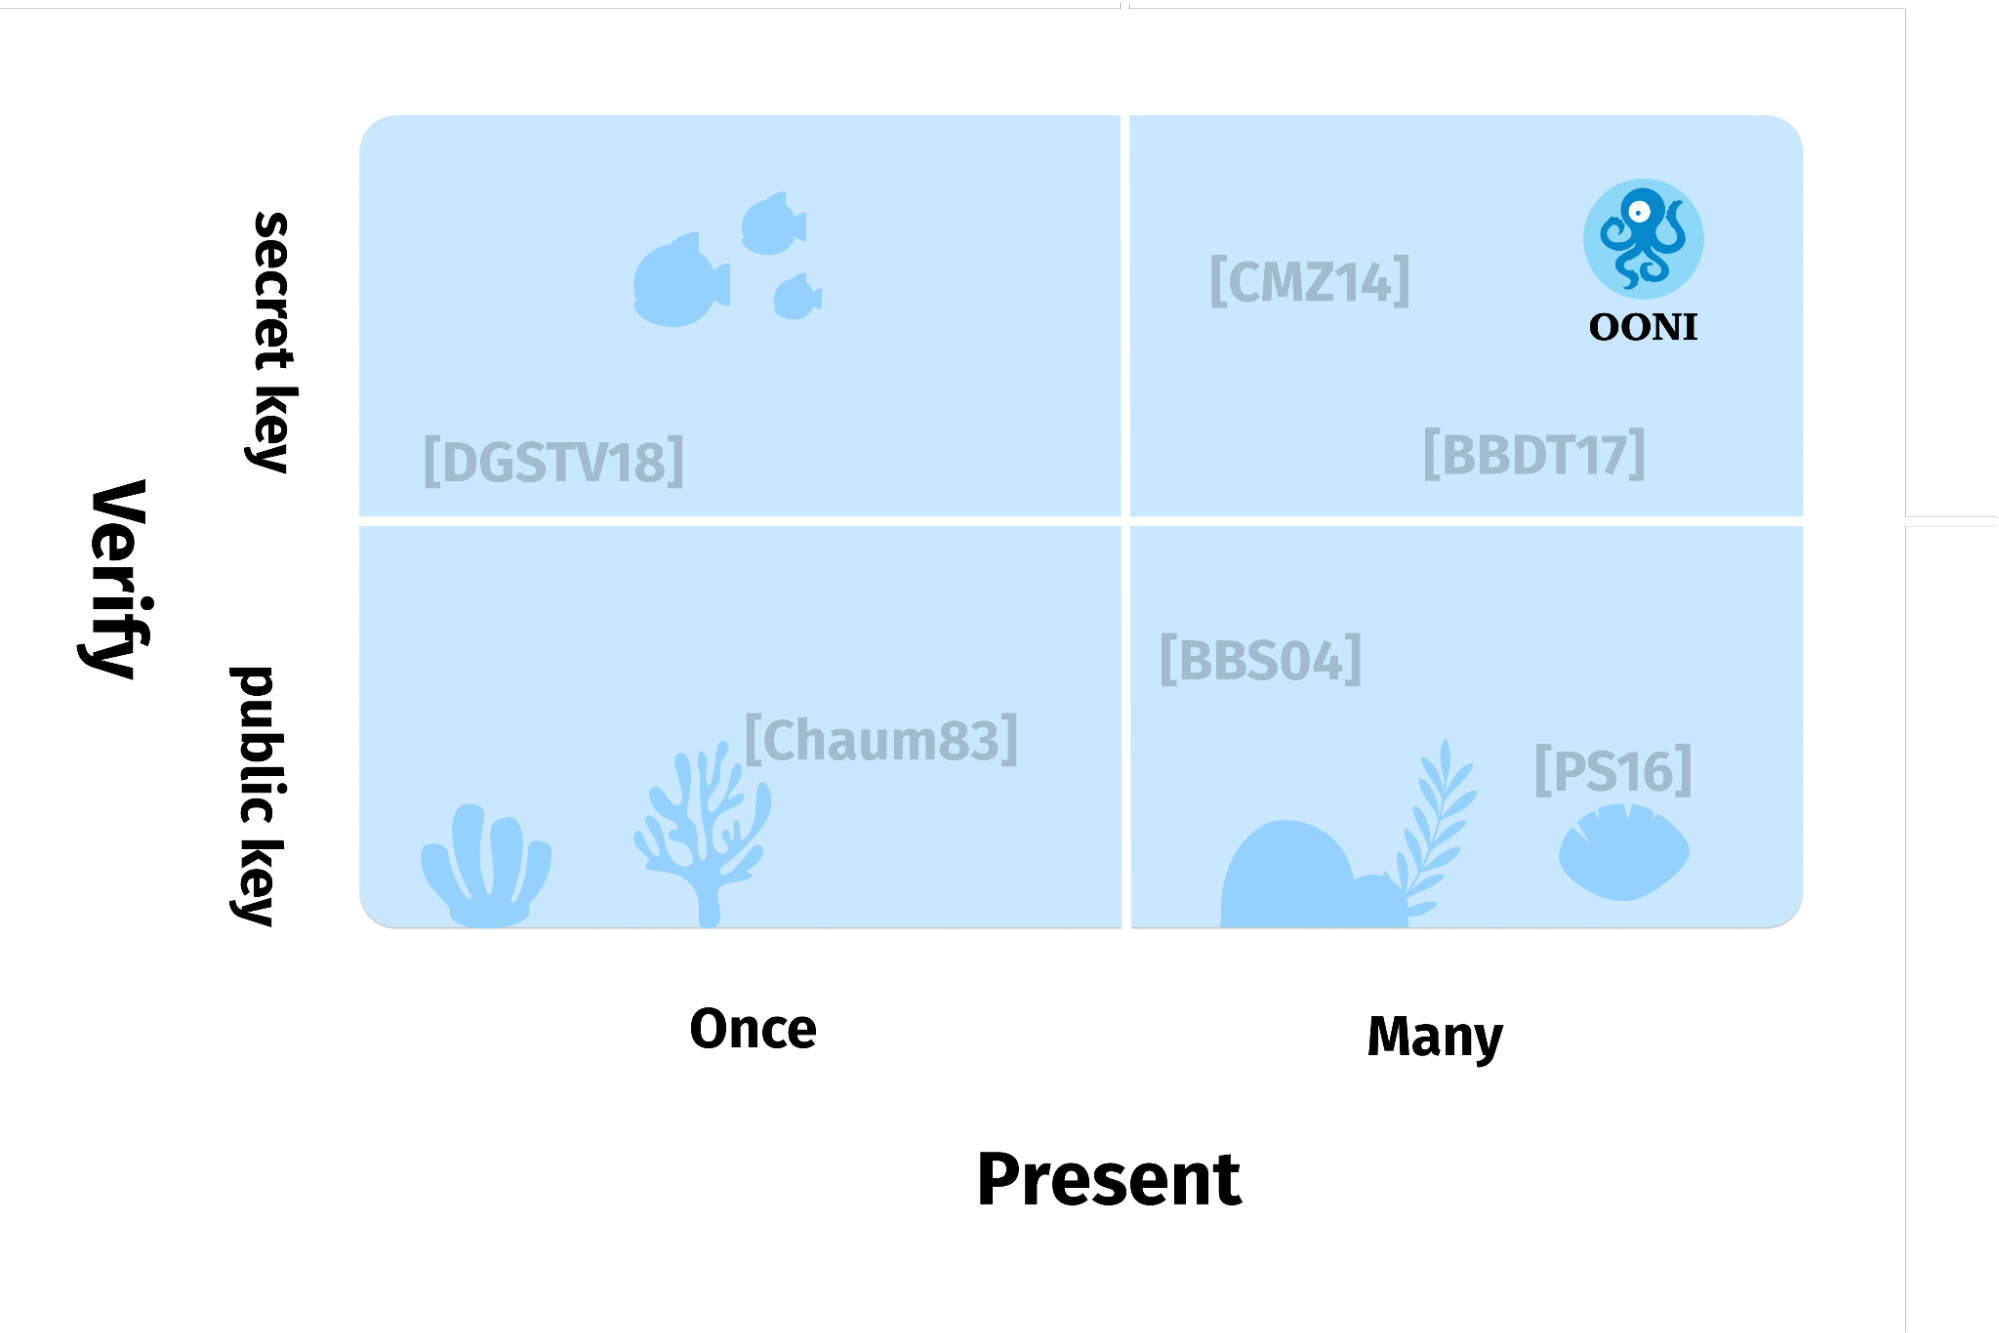 Verify
secret key
public key
[CMZ14]
OONI
[DGSTV18]
[BBDT17]
[BBS04]
[Chaum83]
[PS16]
Once
Many
Present